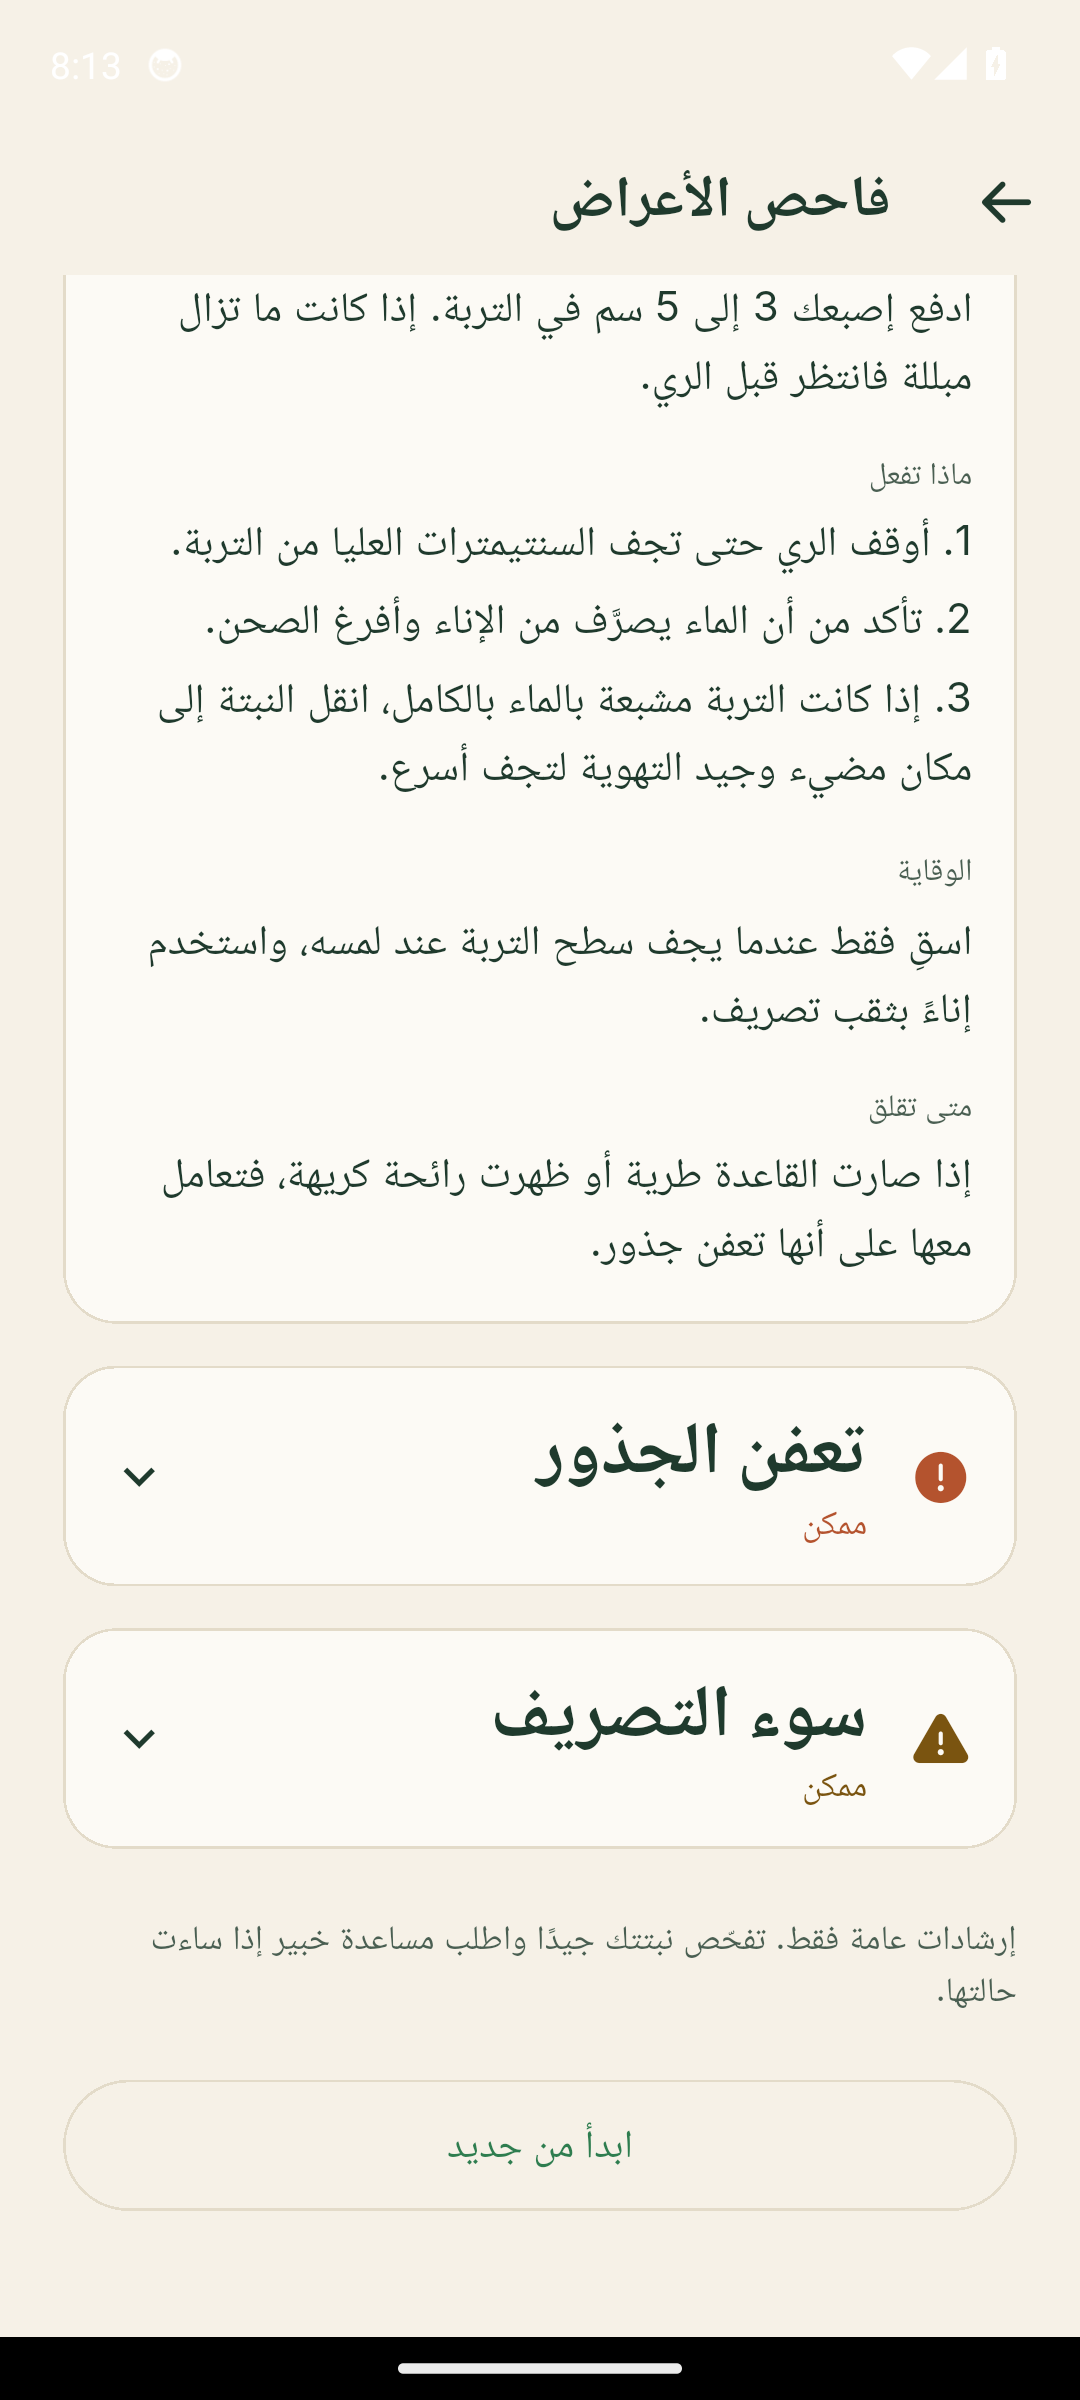 8:13
فاحص الأعراض
ادفع إصبعك 3 إلى 5 سم في التربة. إذا كانت ما تزال
مبللة فانتظر قبل الري.
ماذا تفعل
1. أوقف الري حتى تجف السنتيمترات العليا من التربة.
2. تأكد من أن الماء يصرَّف من الإناء وأفرغ الصحن.
3. إذا كانت التربة مشبعة بالماء بالكامل، انقل النبتة إلى
مكان مضيء وجيد التهوية لتجف أسرع.
الوقاية
اسقِ فقط عندما يجف سطح التربة عند لمسه، واستخدم
إناءً بثقب تصريف.
متى تقلق
إذا صارت القاعدة طرية أو ظهرت رائحة كريهة، فتعامل
معها على أنها تعفن جذور.
تعفن الجذور
ممكن
سوء التصريف
ممكن
إرشادات عامة فقط. تفحّص نبتتك جيدًا واطلب مساعدة خبير إذا ساءت
حالتها.
ابدأ من جديد